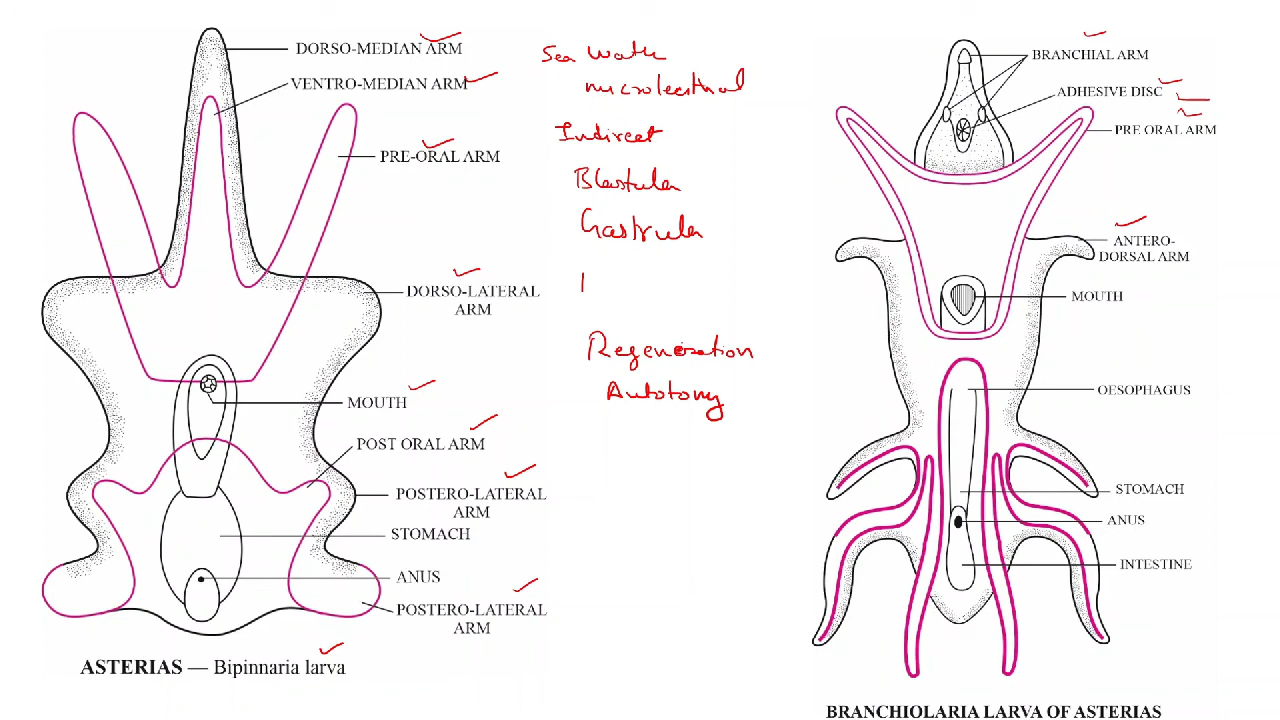 DORSO-MEDIAN ARM
VENTRO-MEDIAN ARM
PRE-ORAL ARM
DORSO-LATERAL
ARM
MOUTH
POST ORAL ARM
POSTERO-LATERAL
ARM
STOMACH
ANUS
POSTERO-LATERAL
ARM
ASTERIAS — Bipinnaria larva
Sea water
Indirect
Blastula
Gastrula
Regeneration
Autotomy
BRANCHIAL ARM
ADHESIVE DISC
PRE ORAL ARM
ANTERO-
DORSAL ARM
MOUTH
OESOPHAGUS
STOMACH
ANUS
INTESTINE
BRANCHIOLARIA LARVA OF ASTERIAS